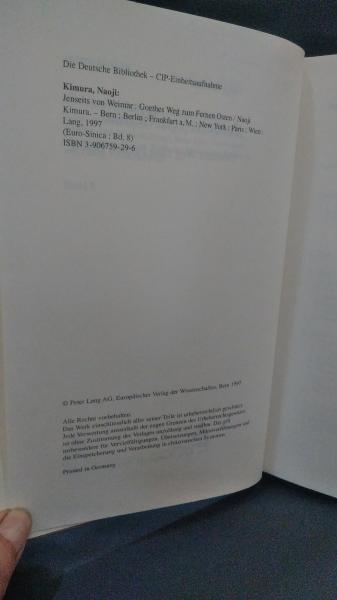 Die Deutsche Bibliothek – CIP-Einheitsaufnahme
Kimura, Naoji:
Jenseits von Weimar : Goethes Weg zum Fernen Osten / Naoji
Kimura. – Bern ; Berlin ; Frankfurt a. M. ; New York ; Paris ; Wien :
Lang, 1997
(Euro-Sinica ; Bd. 8)
ISBN 3-906759-29-6
© Peter Lang AG, Europäischer Verlag der Wissenschaften, Bern 1997
Alle Rechte vorbehalten.
Das Werk einschliesslich aller seiner Teile ist urheberrechtlich geschützt.
Jede Verwertung ausserhalb der engen Grenzen des Urheberrechtsgesetzes
ist ohne Zustimmung des Verlages unzulässig und strafbar. Das gilt
insbesondere für Vervielfältigungen, Übersetzungen, Mikroverfilmungen und
die Einspeicherung und Verarbeitung in elektronischen Systemen.
Printed in Germany